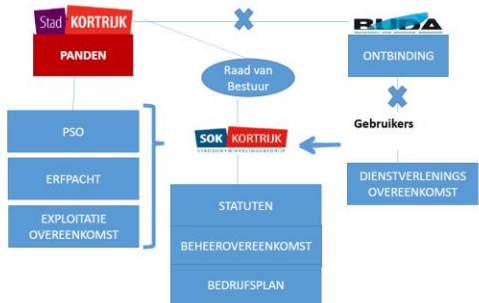 Stad KORTRIJK
BUDA
PANDEN
ONTBINDING
Raad van
Bestuur
Gebruikers
PSO
SOK KORTRIJK
STADSONTWIKKELINGSBEDRIJF
ERFPACHT
DIENSTVERLENINGS
OVEREENKOMST
EXPLOITATIE
OVEREENKOMST
STATUTEN
BEHEEROVEREENKOMST
BEDRIJFSPLAN